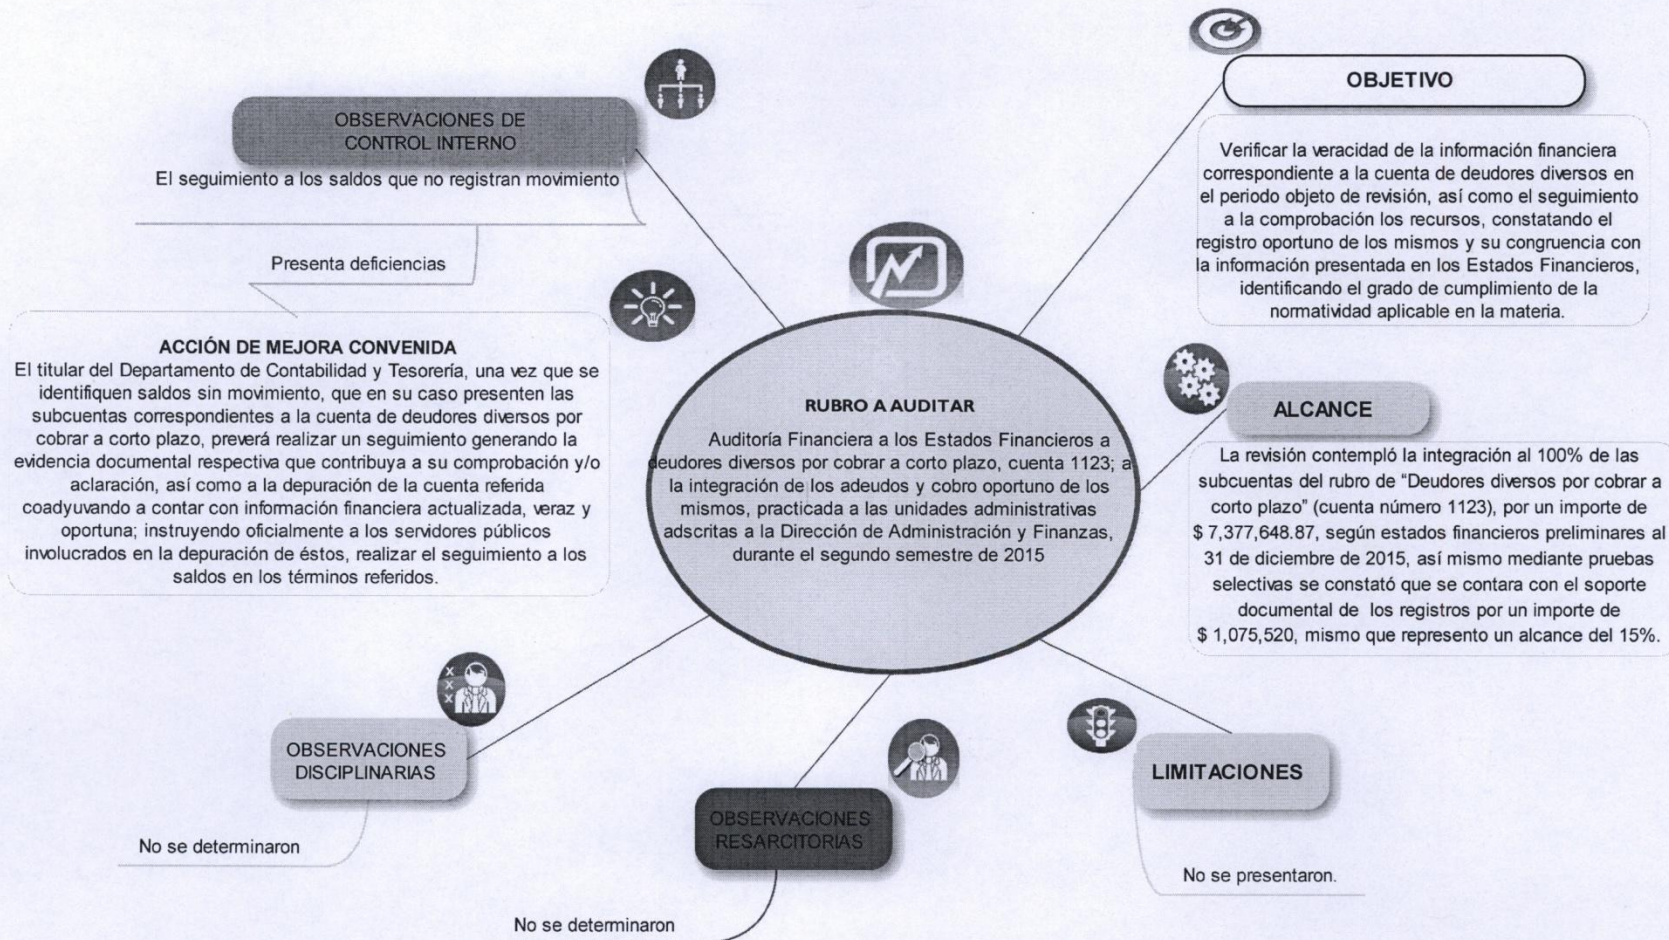 OBJETIVO
Verificar la veracidad de la información financiera
correspondiente a la cuenta de deudores diversos en
el periodo objeto de revisión, así como el seguimiento
a la comprobación los recursos, constatando el
registro oportuno de los mismos y su congruencia con
la información presentada en los Estados Financieros,
identificando el grado de cumplimiento de la
normatividad aplicable en la materia.
OBSERVACIONES DE
CONTROL INTERNO
El seguimiento a los saldos que no registran movimiento
Presenta deficiencias
ACCIÓN DE MEJORA CONVENIDA
El titular del Departamento de Contabilidad y Tesorería, una vez que se
identifiquen saldos sin movimiento, que en su caso presenten las
subcuentas correspondientes a la cuenta de deudores diversos por
cobrar a corto plazo, preverá realizar un seguimiento generando la
evidencia documental respectiva que contribuya a su comprobación y/o
aclaración, así como a la depuración de la cuenta referida
coadyuvando a contar con información financiera actualizada, veraz y
oportuna; instruyendo oficialmente a los servidores públicos
involucrados en la depuración de éstos, realizar el seguimiento a los
saldos en los términos referidos.
RUBRO A AUDITAR
Auditoría Financiera a los Estados Financieros a
deudores diversos por cobrar a corto plazo, cuenta 1123; a
la integración de los adeudos y cobro oportuno de los
mismos, practicada a las unidades administrativas
adscritas a la Dirección de Administración y Finanzas,
durante el segundo semestre de 2015
ALCANCE
La revisión contempló la integración al 100% de las
subcuentas del rubro de “Deudores diversos por cobrar a
corto plazo” (cuenta número 1123), por un importe de
$ 7,377,648.87, según estados financieros preliminares al
31 de diciembre de 2015, así mismo mediante pruebas
selectivas se constató que se contara con el soporte
documental de los registros por un importe de
$ 1,075,520, mismo que represento un alcance del 15%.
OBSERVACIONES
DISCIPLINARIAS
No se determinaron
OBSERVACIONES
RESARCITORIAS
No se determinaron
LIMITACIONES
No se presentaron.